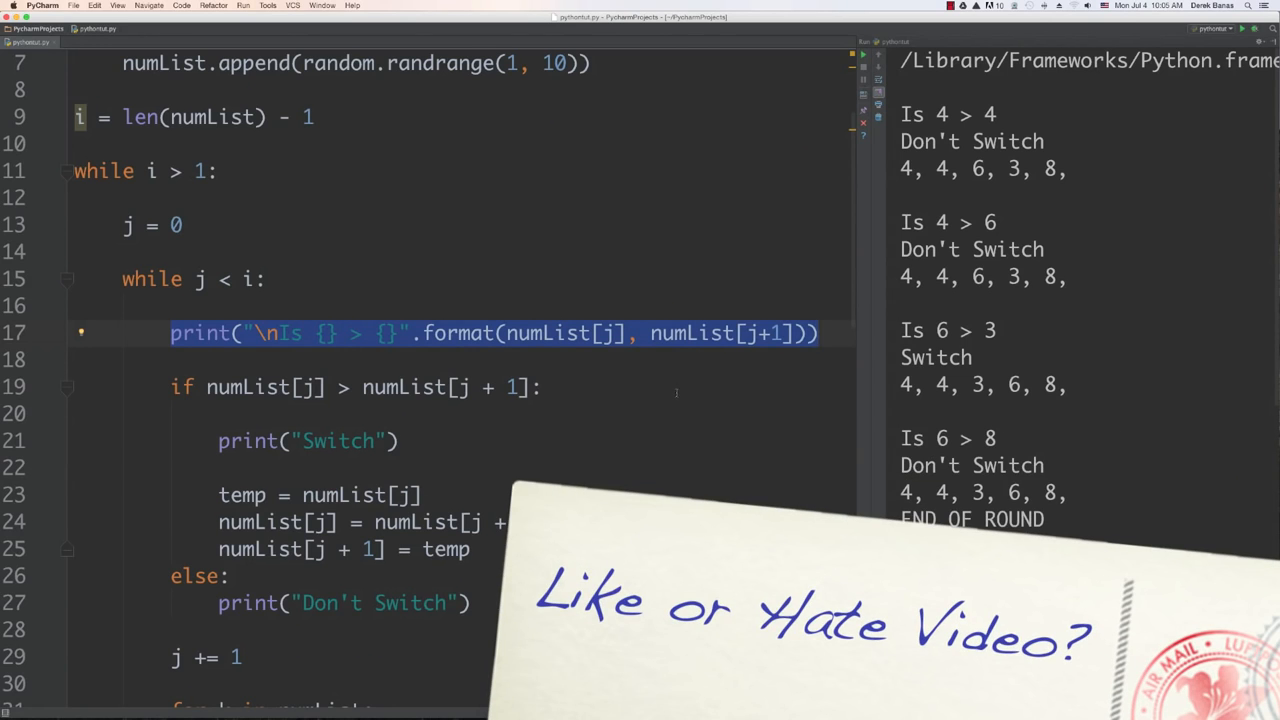 PyCharm File Edit View Navigate Code Refactor Run Tools VCS Window Help
10 Mon Jul 4 10:05 AM Derek Banas
pythontut.py - PycharmProjects - [~/PycharmProjects]
PycharmProjects pythontut.py
pythontut
pythontut.py
Run: pythontut
7 numList.append(random.randrange(1, 10))
8
9 i = len(numList) - 1
10
11 while i > 1:
12
13 j = 0
14
15 while j < i:
16
17 print("\nIs {} > {}".format(numList[j], numList[j+1]))
18
19 if numList[j] > numList[j + 1]:
20
21 print("Switch")
22
23 temp = numList[j]
24 numList[j] = numList[j +
25 numList[j + 1] = temp
26 else:
27 print("Don't Switch")
28
29 j += 1
30
/Library/Frameworks/Python.frame
Is 4 > 4
Don't Switch
4, 4, 6, 3, 8,
Is 4 > 6
Don't Switch
4, 4, 6, 3, 8,
Is 6 > 3
Switch
4, 4, 3, 6, 8,
Is 6 > 8
Don't Switch
4, 4, 3, 6, 8,
END OF ROUND
Like or Hate Video?
AIR MAIL